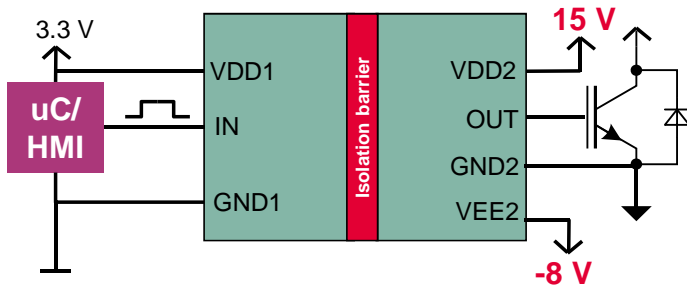 3.3 V
uC/
HMI
VDD1
IN
GND1
Isolation barrier
15 V
VDD2
OUT
GND2
VEE2
-8 V